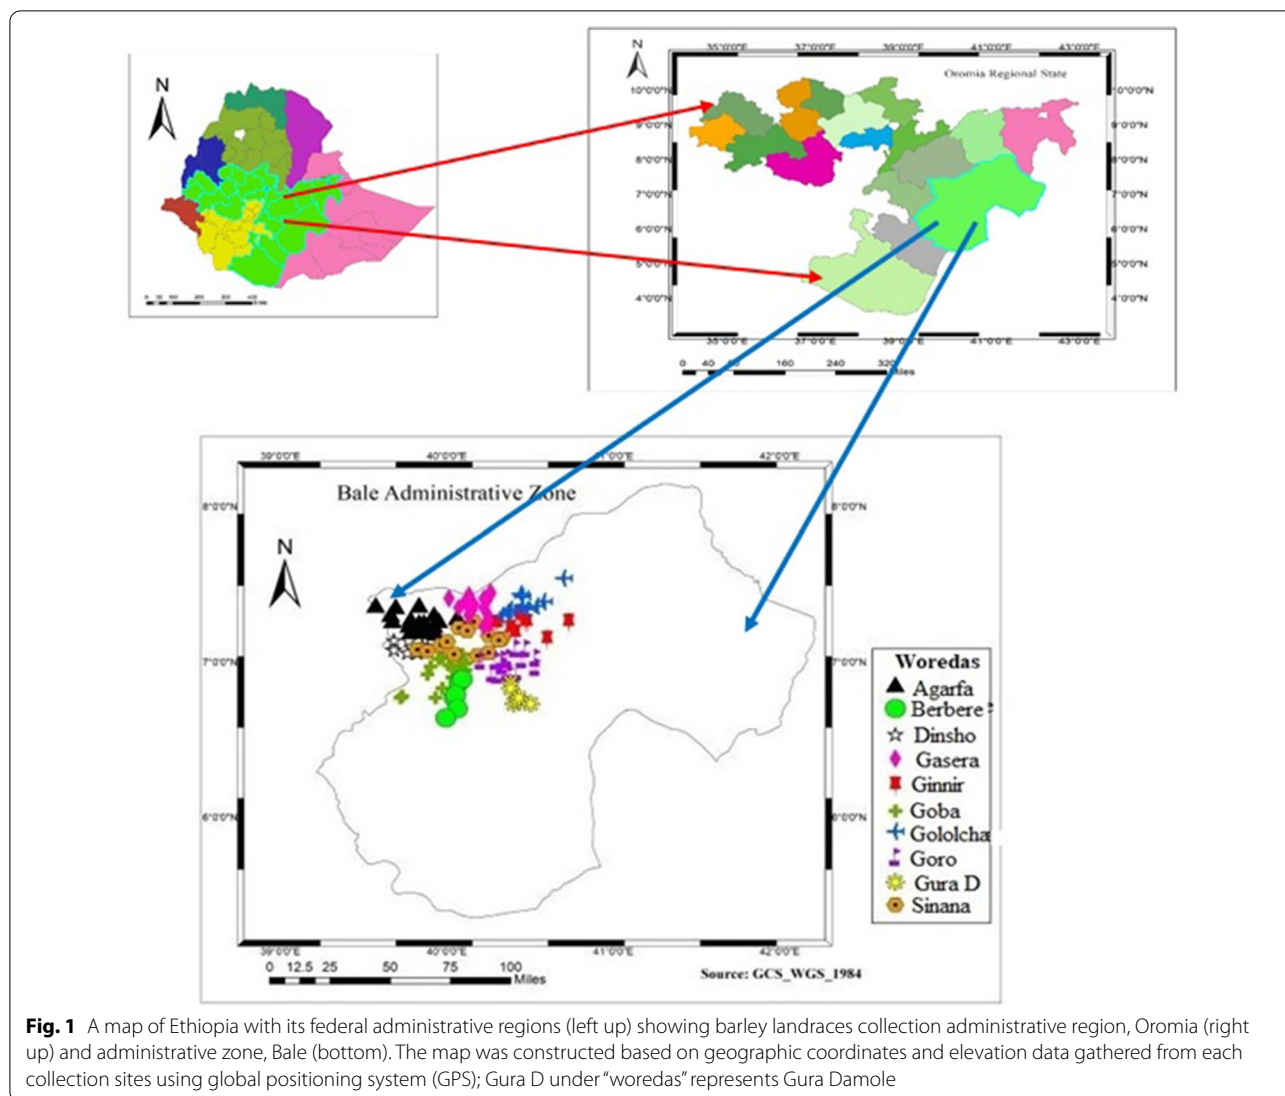 N
N
35°0'0"E 37°0'0"E 39°0'0"E 41°0'0"E 43°0'0"E
Oromia Regional State
10°0'0"N
9°0'0"N 9°0'0"N
8°0'0"N 8°0'0"N
7°0'0"N 7°0'0"N
6°0'0"N 6°0'0"N
5°0'0"N 5°0'0"N
4°0'0"N 4°0'0"N
35°0'0"E 37°0'0"E 39°0'0"E 41°0'0"E 43°0'0"E
0 40 80 160 240 320
Miles
39°0'0"E 40°0'0"E 41°0'0"E 42°0'0"E
Bale Administrative Zone
8°0'0"N 8°0'0"N
N
7°0'0"N 7°0'0"N
6°0'0"N 6°0'0"N
Woredas
Agarfa
Berbere
Dinsho
Gasera
Ginnir
Goba
Gololcha
Goro
Gura D
Sinana
39°0'0"E 40°0'0"E 41°0'0"E 42°0'0"E
0 12.5 25 50 75 100
Miles
Source: GCS_WGS_1984
Fig. 1 A map of Ethiopia with its federal administrative regions (left up) showing barley landraces collection administrative region, Oromia (right
up) and administrative zone, Bale (bottom). The map was constructed based on geographic coordinates and elevation data gathered from each
collection sites using global positioning system (GPS); Gura D under “woredas” represents Gura Damole